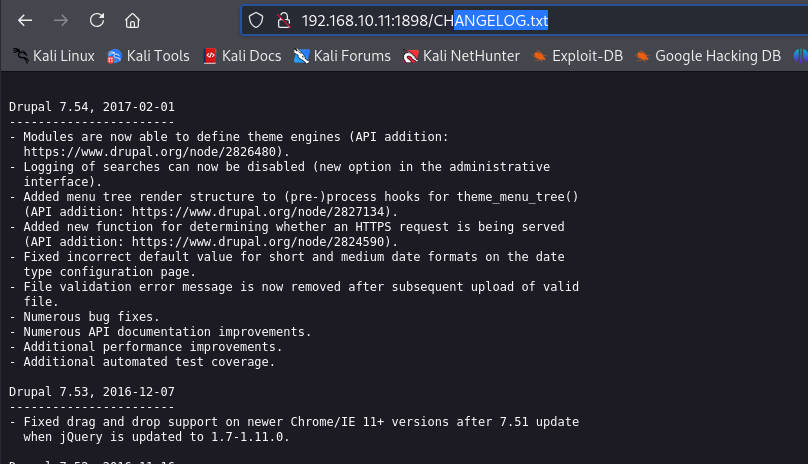 192.168.10.11:1898/CHANGELOG.txt
Kali Linux Kali Tools Kali Docs Kali Forums Kali NetHunter Exploit-DB Google Hacking DB
Drupal 7.54, 2017-02-01
-----------------------
- Modules are now able to define theme engines (API addition:
https://www.drupal.org/node/2826480).
- Logging of searches can now be disabled (new option in the administrative
interface).
- Added menu tree render structure to (pre-)process hooks for theme_menu_tree()
(API addition: https://www.drupal.org/node/2827134).
- Added new function for determining whether an HTTPS request is being served
(API addition: https://www.drupal.org/node/2824590).
- Fixed incorrect default value for short and medium date formats on the date
type configuration page.
- File validation error message is now removed after subsequent upload of valid
file.
- Numerous bug fixes.
- Numerous API documentation improvements.
- Additional performance improvements.
- Additional automated test coverage.
Drupal 7.53, 2016-12-07
-----------------------
- Fixed drag and drop support on newer Chrome/IE 11+ versions after 7.51 update
when jQuery is updated to 1.7-1.11.0.